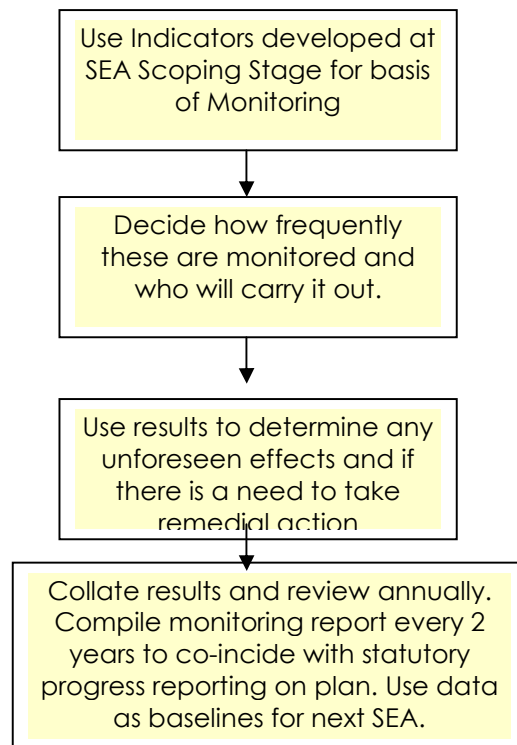 Use Indicators developed at
SEA Scoping Stage for basis
of Monitoring
Decide how frequently
these are monitored and
who will carry it out.
Use results to determine any
unforeseen effects and if
there is a need to take
remedial action
Collate results and review annually.
Compile monitoring report every 2
years to co-incide with statutory
progress reporting on plan. Use data
as baselines for next SEA.